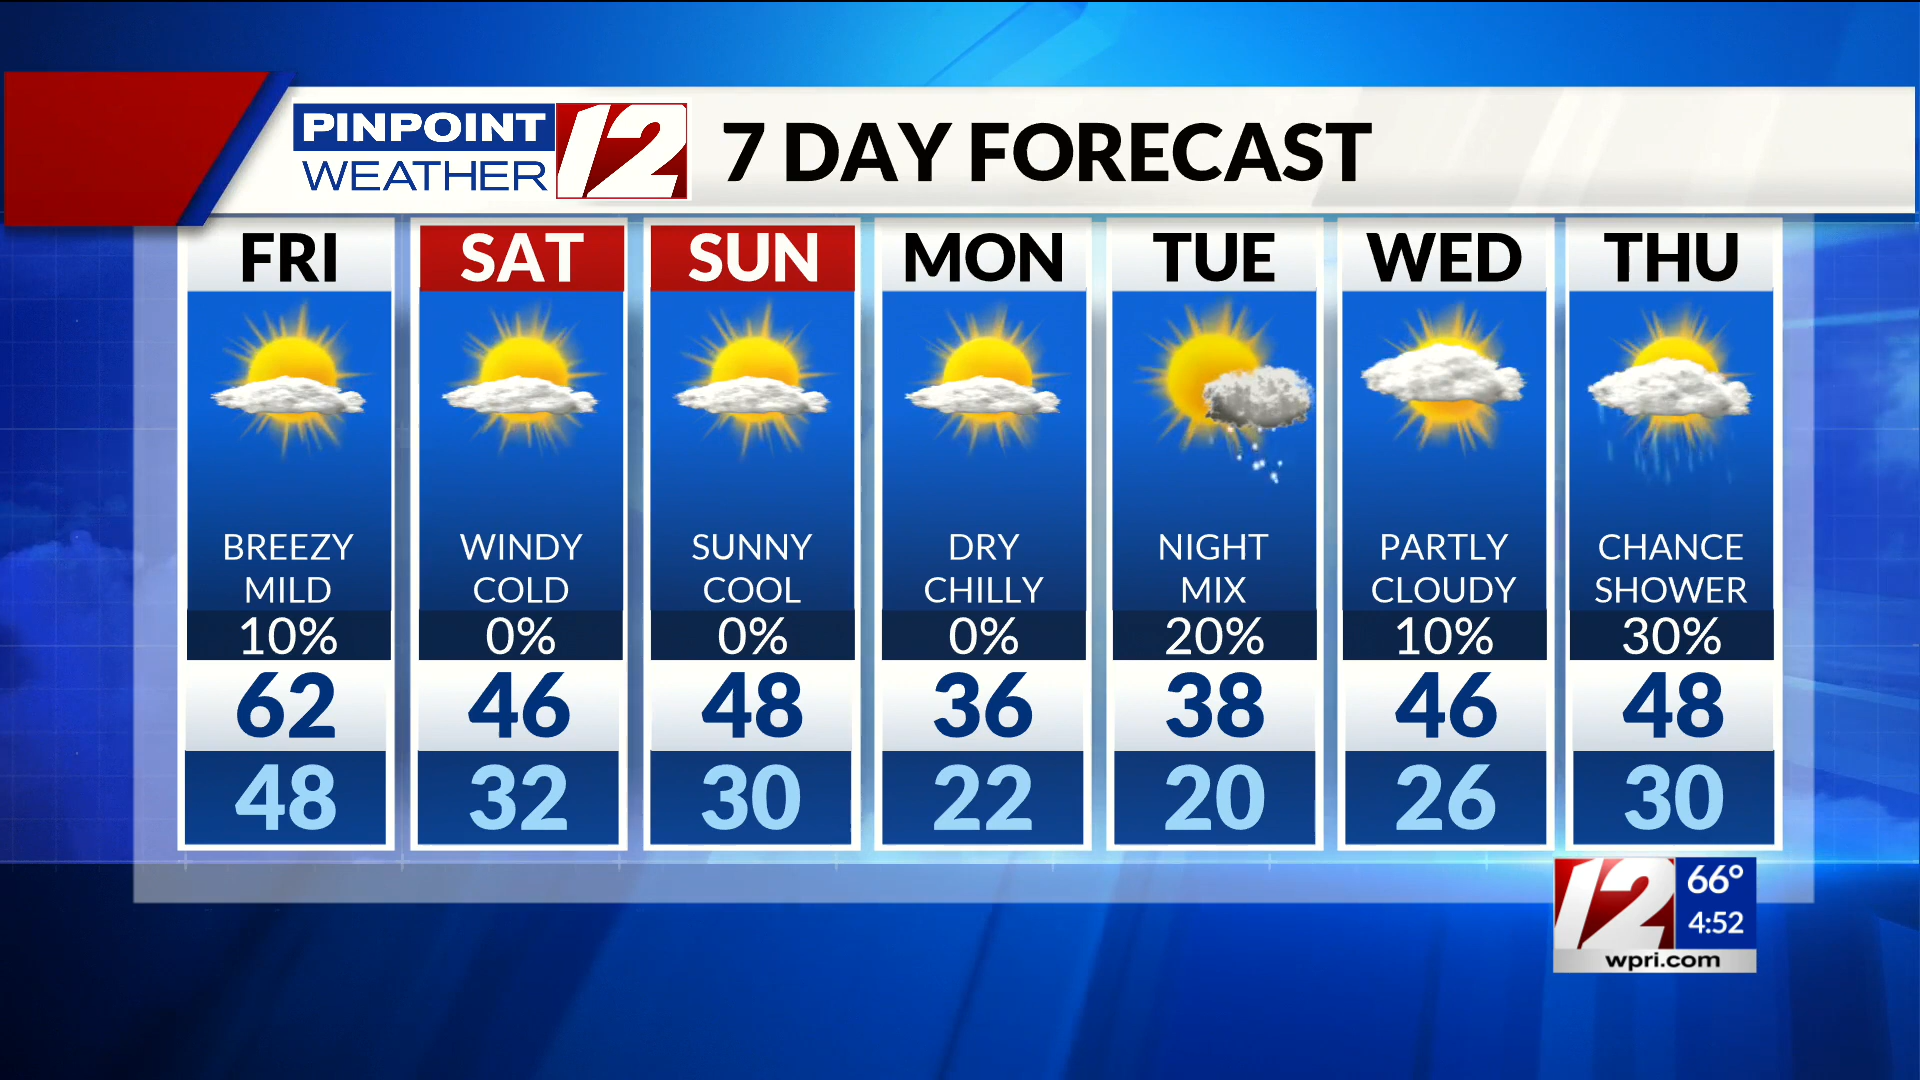 PINPOINT
WEATHER
12
7 DAY FORECAST
FRI SAT SUN MON TUE WED THU
BREEZY WINDY SUNNY DRY NIGHT PARTLY CHANCE
MILD COLD COOL CHILLY MIX CLOUDY SHOWER
10% 0% 0% 0% 20% 10% 30%
62 46 48 36 38 46 48
48 32 30 22 20 26 30
12
66°
4:52
wpri.com